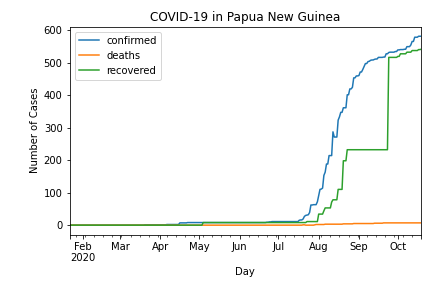 COVID-19 in Papua New Guinea
confirmed
deaths
recovered
Number of Cases
600
500
400
300
200
100
0
Feb Mar Apr May Jun Jul Aug Sep Oct
2020
Day